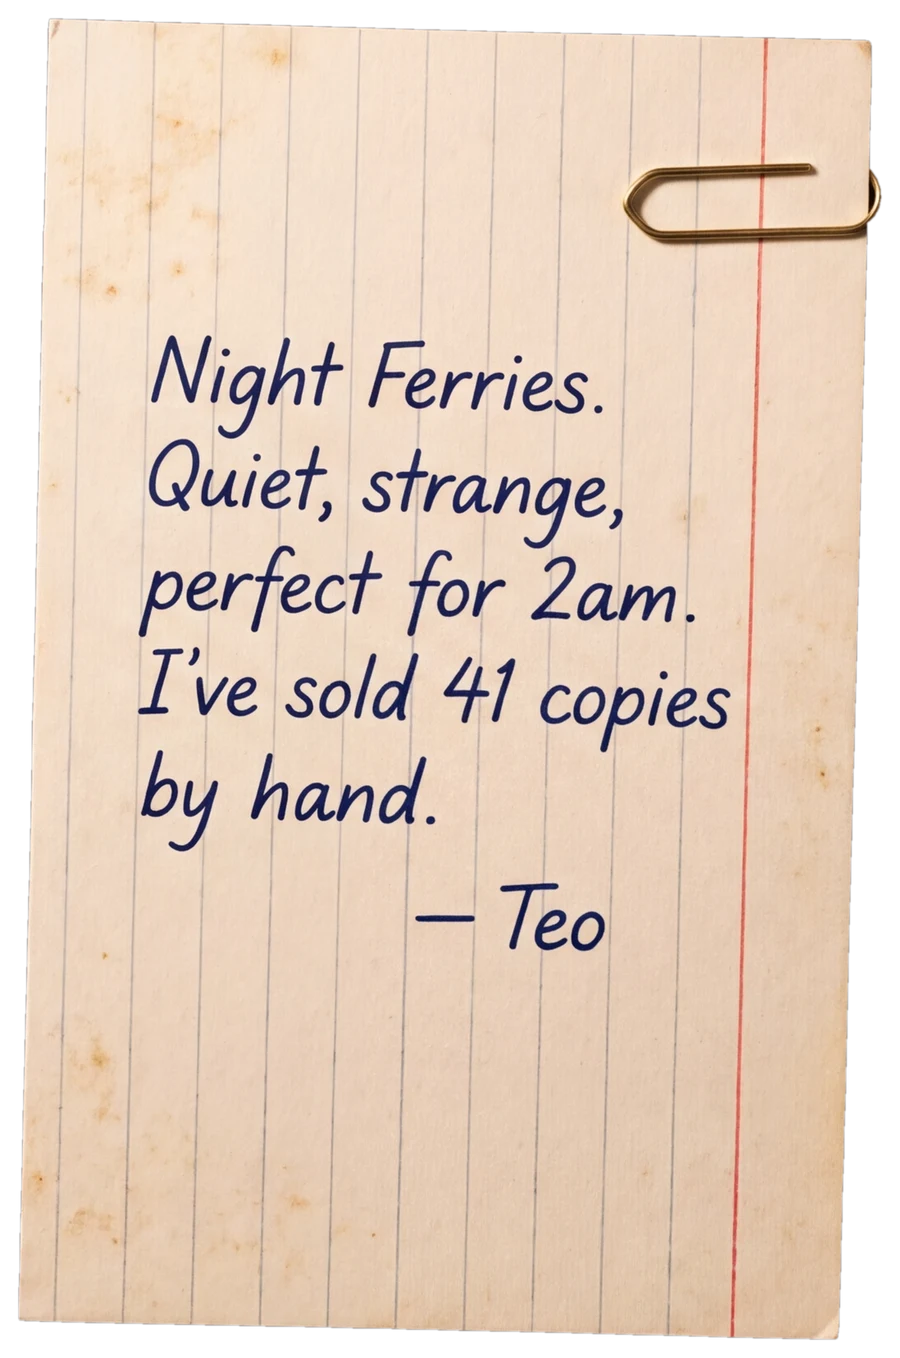 Night Ferries.
Quiet, strange,
perfect for 2am.
I've sold 41 copies
by hand.
— Teo